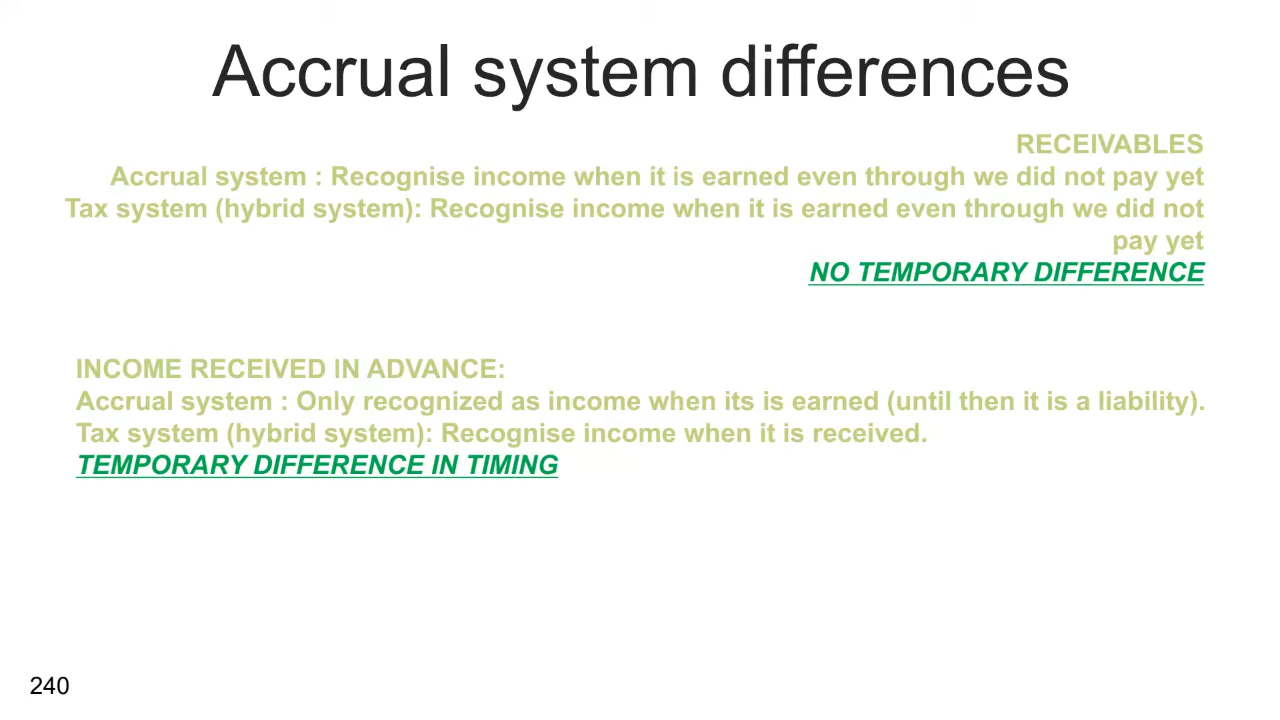 Accrual system differences
RECEIVABLES
Accrual system : Recognise income when it is earned even through we did not pay yet
Tax system (hybrid system): Recognise income when it is earned even through we did not
pay yet
NO TEMPORARY DIFFERENCE
INCOME RECEIVED IN ADVANCE:
Accrual system : Only recognized as income when its is earned (until then it is a liability).
Tax system (hybrid system): Recognise income when it is received.
TEMPORARY DIFFERENCE IN TIMING
240